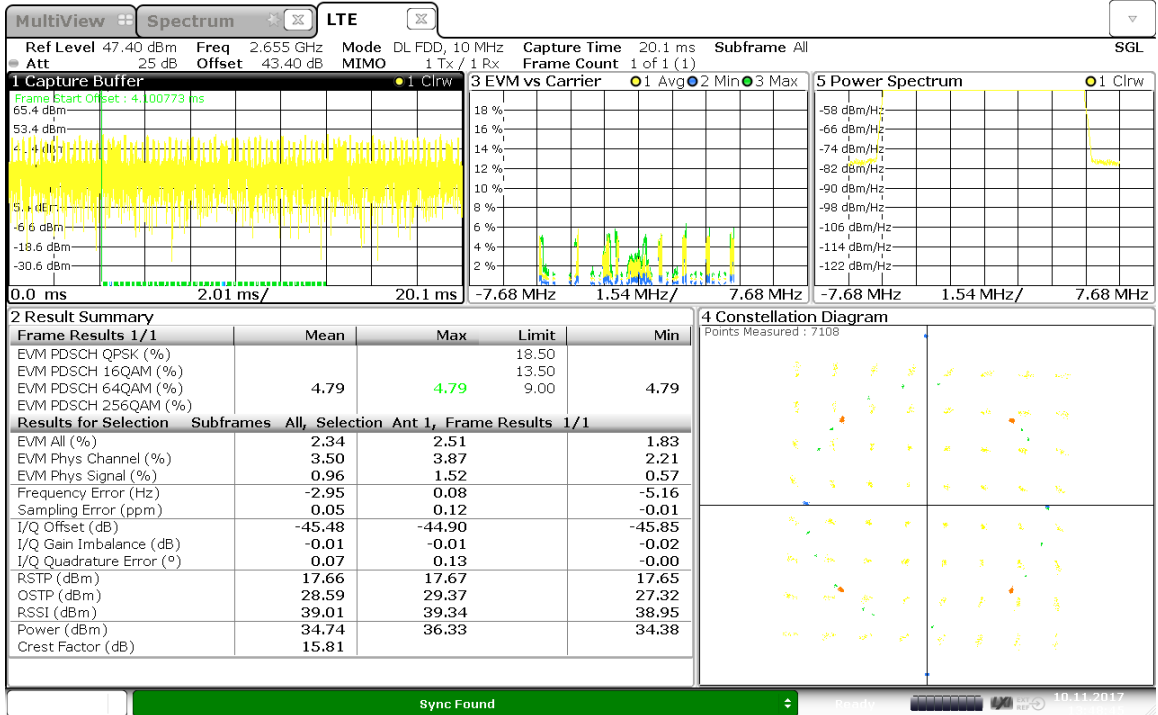 MultiView Spectrum LTE
Ref Level 47.40 dBm Freq 2.655 GHz Mode DL FDD, 10 MHz Capture Time 20.1 ms Subframe All SGL
Att 25 dB Offset 43.40 dB MIMO 1 Tx / 1 Rx Frame Count 1 of 1 (1)
1 Capture Buffer 1 Clrw
Frame Start Offset : 4.100773 ms
65.4 dBm
53.4 dBm
-6.6 dBm
-18.6 dBm
-30.6 dBm
0.0 ms 2.01 ms/ 20.1 ms
3 EVM vs Carrier 1 Avg 2 Min 3 Max
18 %
16 %
14 %
12 %
10 %
8 %
6 %
4 %
2 %
-7.68 MHz 1.54 MHz/ 7.68 MHz
5 Power Spectrum 1 Clrw
-58 dBm/Hz
-66 dBm/Hz
-74 dBm/Hz
-82 dBm/Hz
-90 dBm/Hz
-98 dBm/Hz
-106 dBm/Hz
-114 dBm/Hz
-122 dBm/Hz
-7.68 MHz 1.54 MHz/ 7.68 MHz
2 Result Summary
Frame Results 1/1 Mean Max Limit Min
EVM PDSCH QPSK (%) 18.50
EVM PDSCH 16QAM (%) 13.50
EVM PDSCH 64QAM (%) 4.79 4.79 9.00 4.79
EVM PDSCH 256QAM (%)
Results for Selection Subframes All, Selection Ant 1, Frame Results 1/1
EVM All (%) 2.34 2.51 1.83
EVM Phys Channel (%) 3.50 3.87 2.21
EVM Phys Signal (%) 0.96 1.52 0.57
Frequency Error (Hz) -2.95 0.08 -5.16
Sampling Error (ppm) 0.05 0.12 -0.01
I/Q Offset (dB) -45.48 -44.90 -45.85
I/Q Gain Imbalance (dB) -0.01 -0.01 -0.02
I/Q Quadrature Error (º) 0.07 0.13 -0.00
RSTP (dBm) 17.66 17.67 17.65
OSTP (dBm) 28.59 29.37 27.32
RSSI (dBm) 39.01 39.34 38.95
Power (dBm) 34.74 36.33 34.38
Crest Factor (dB) 15.81
4 Constellation Diagram
Points Measured : 7108
Sync Found
Ready
LXI
EXT
REF
10.11.2017